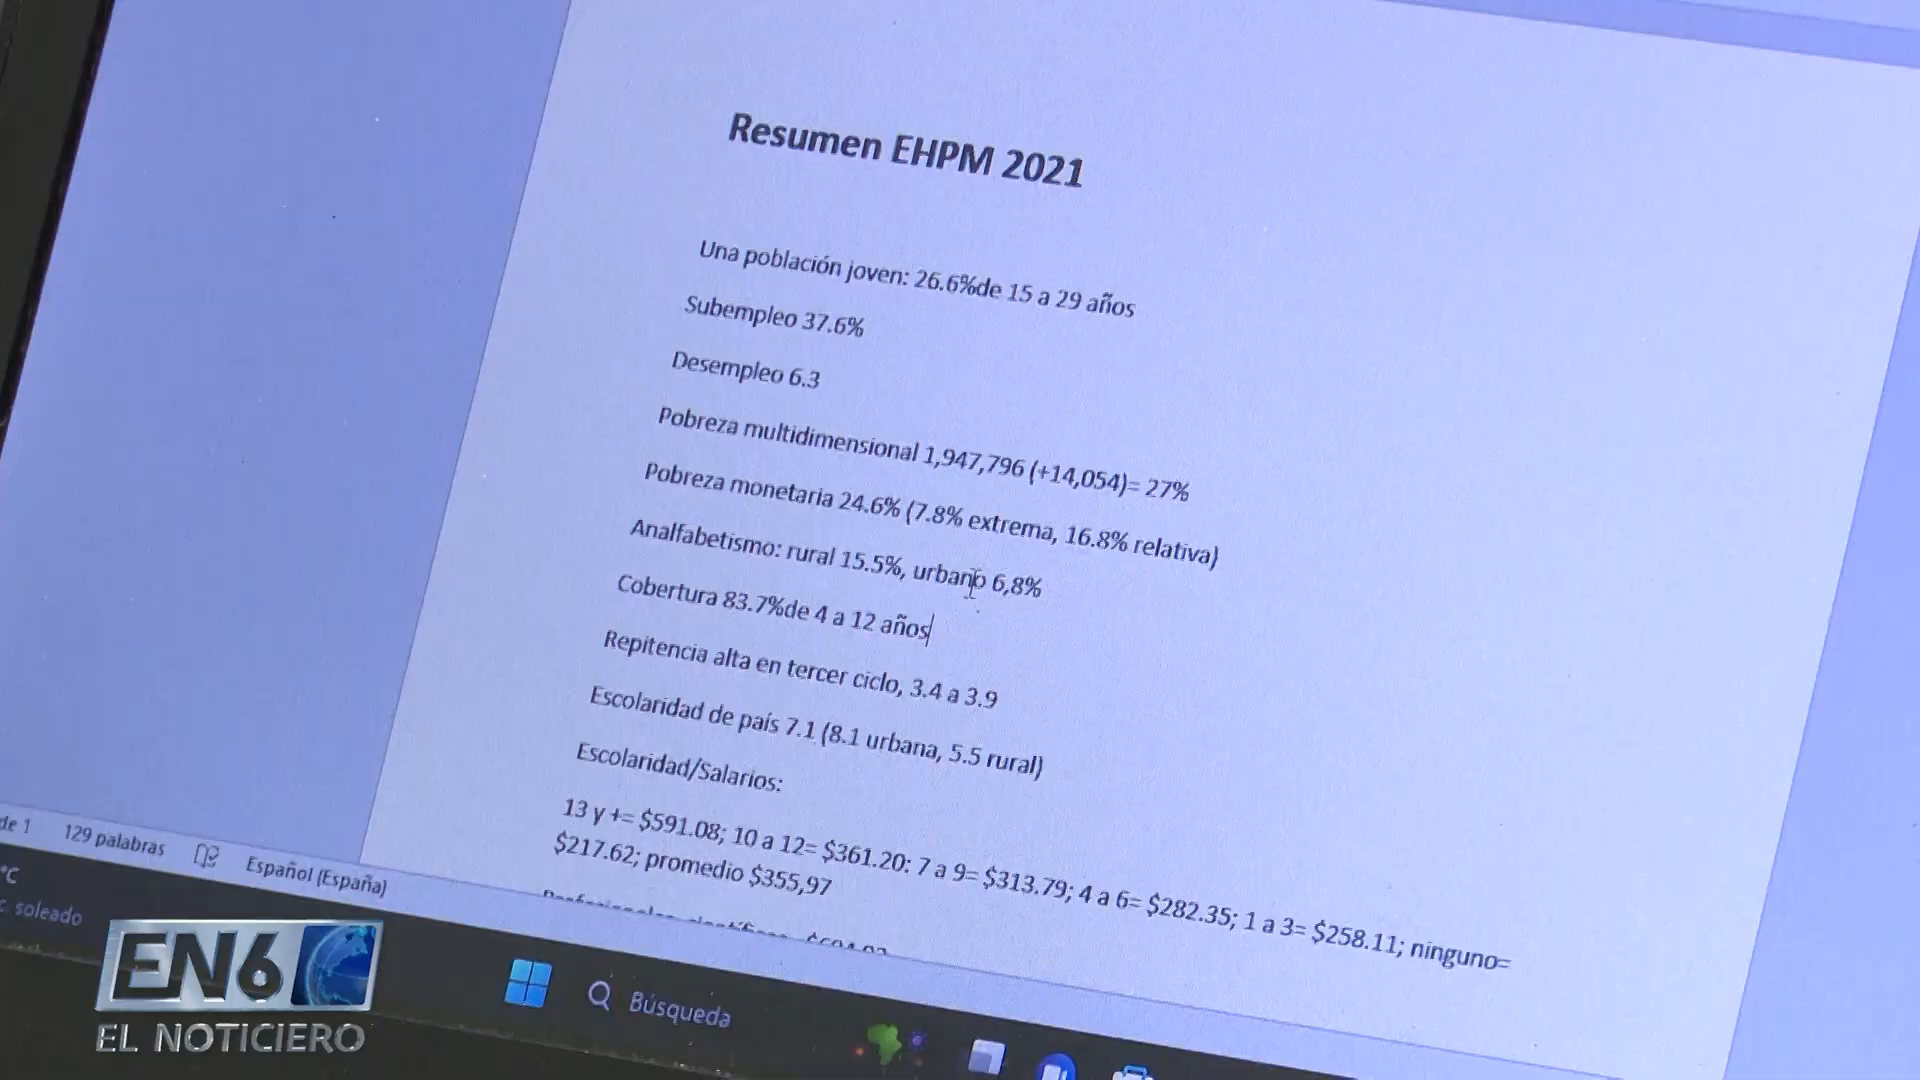 Resumen EHPM 2021
Una población joven: 26.6%de 15 a 29 años
Subempleo 37.6%
Desempleo 6.3
Pobreza multidimensional 1,947,796 (+14,054)= 27%
Pobreza monetaria 24.6% (7.8% extrema, 16.8% relativa)
Analfabetismo: rural 15.5%, urbano 6,8%
Cobertura 83.7%de 4 a 12 años
Repitencia alta en tercer ciclo, 3.4 a 3.9
Escolaridad de país 7.1 (8.1 urbana, 5.5 rural)
Escolaridad/Salarios:
13 y += $591.08; 10 a 12= $361.20: 7 a 9= $313.79; 4 a 6= $282.35; 1 a 3= $258.11; ninguno=
$217.62; promedio $355,97
de 1 129 palabras Español (España)
°C
soleado
Búsqueda
EN6
EL NOTICIERO